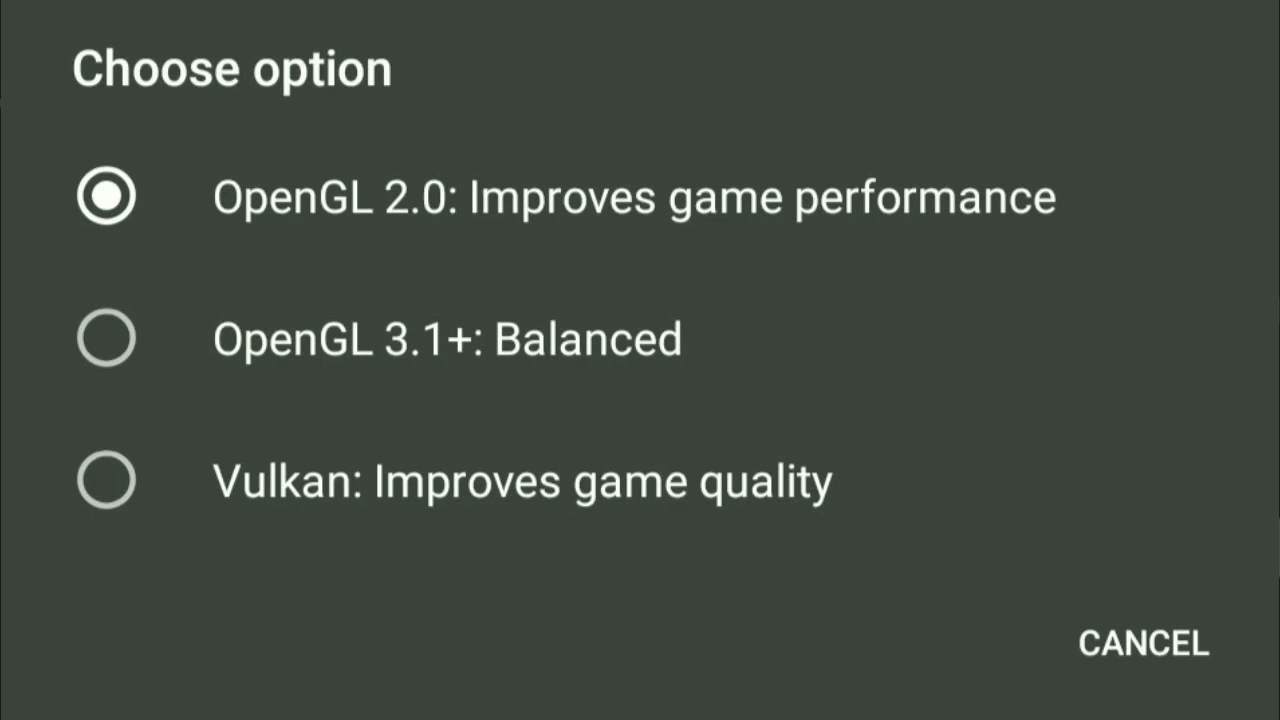 Choose option
OpenGL 2.0: Improves game performance
OpenGL 3.1+: Balanced
Vulkan: Improves game quality
CANCEL